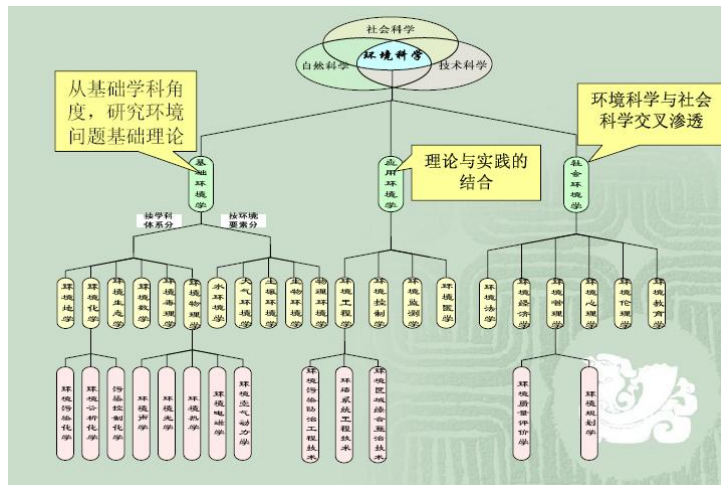 社会科学
环境科学
自然科学
技术科学
从基础学科角
度，研究环境
问题基础理论
环境科学与社会
科学交叉渗透
理论与实践的
结合
基础环境学
应用环境学
社会环境学
按学科
体系分
按环境
要素分
环境地学
环境化学
环境生态学
环境数学
环境毒理学
环境物理学
水环境学
大气环境学
土壤环境学
生物环境学
物理环境学
环境工程学
环境控制学
环境监测学
环境医学
环境法学
环境经济学
环境管理学
环境心理学
环境伦理学
环境教育学
环境污染化学
环境分析化学
污染控制化学
环境声学
环境光学
环境热学
环境电磁学
环境空气动力学
环境污染防治工程技术
环境系统工程技术
环境区域综合整治技术
环境质量评价学
环境规划学